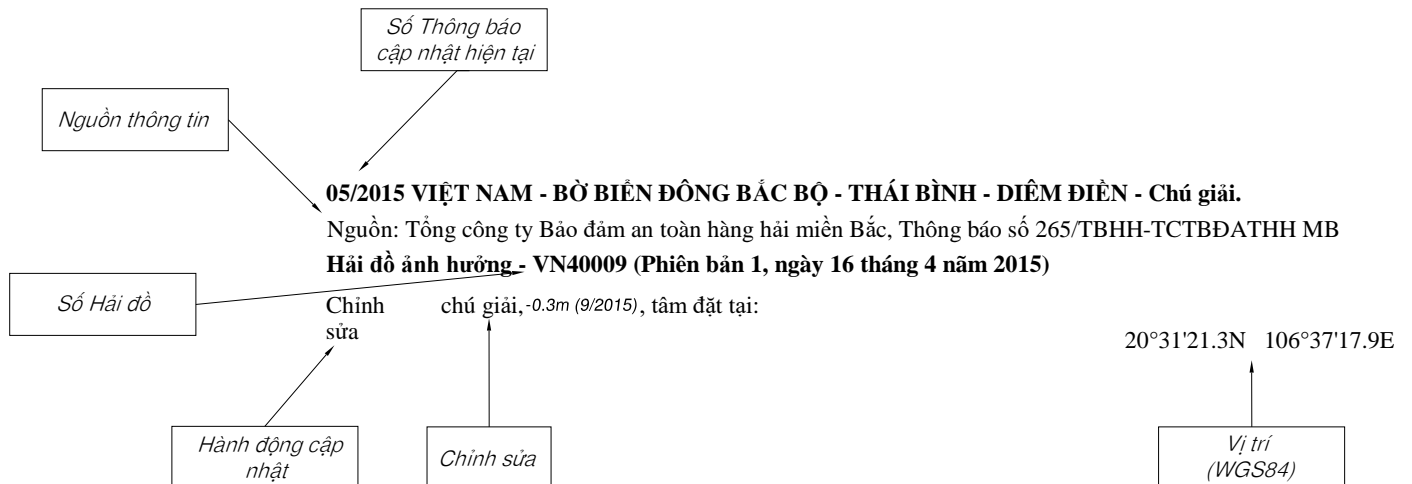 Số Thông báo
cập nhật hiện tại
Nguồn thông tin
05/2015 VIỆT NAM - BỜ BIỂN ĐÔNG BẮC BỘ - THÁI BÌNH - DIÊM ĐIỀN - Chú giải.
Nguồn: Tổng công ty Bảo đảm an toàn hàng hải miền Bắc, Thông báo số 265/TBHH-TCTBĐATHH MB
Hải đồ ảnh hưởng - VN40009 (Phiên bản 1, ngày 16 tháng 4 năm 2015)
Số Hải đồ
Chỉnh chú giải, -0.3m (9/2015), tâm đặt tại:
sửa
20°31'21.3N 106°37'17.9E
Hành động cập
nhật
Chỉnh sửa
Vị trí
(WGS84)